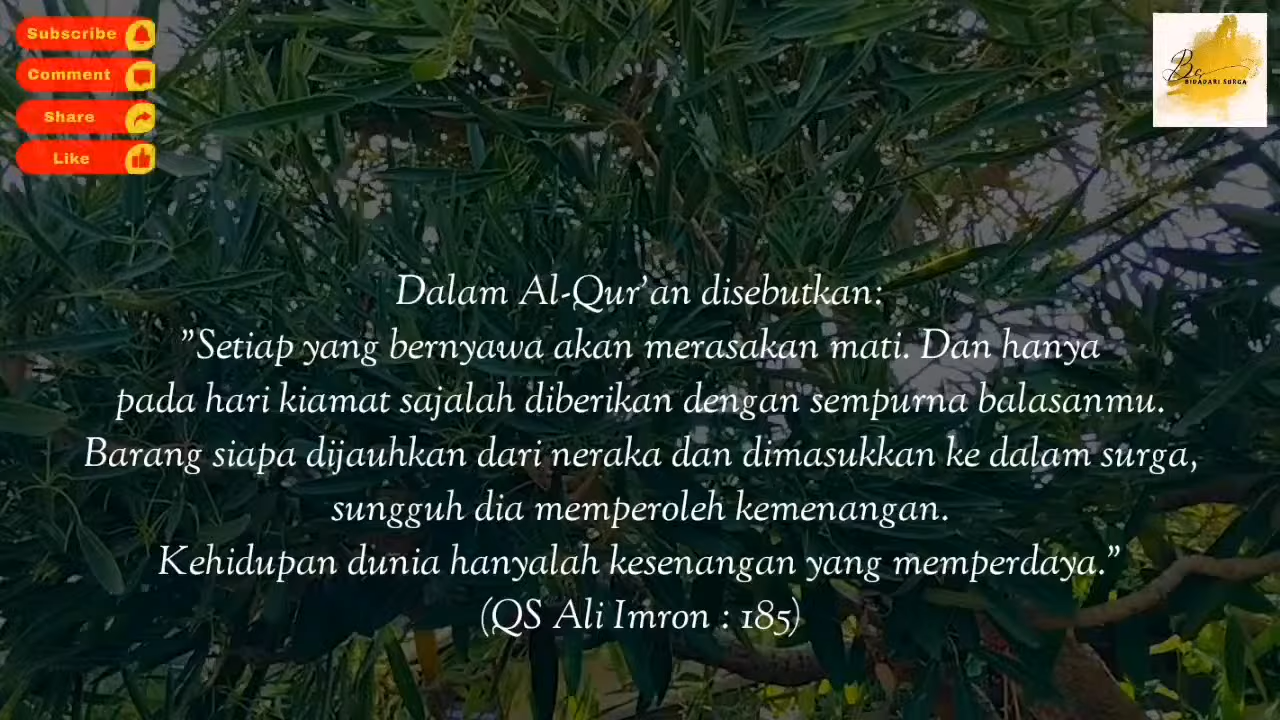 Subscribe
Comment
Share
Like
BIDADARI SURGA
Dalam Al-Qur'an disebutkan:
"Setiap yang bernyawa akan merasakan mati. Dan hanya
pada hari kiamat sajalah diberikan dengan sempurna balasanmu.
Barang siapa dijauhkan dari neraka dan dimasukkan ke dalam surga,
sungguh dia memperoleh kemenangan.
Kehidupan dunia hanyalah kesenangan yang memperdaya."
(QS Ali Imron : 185)